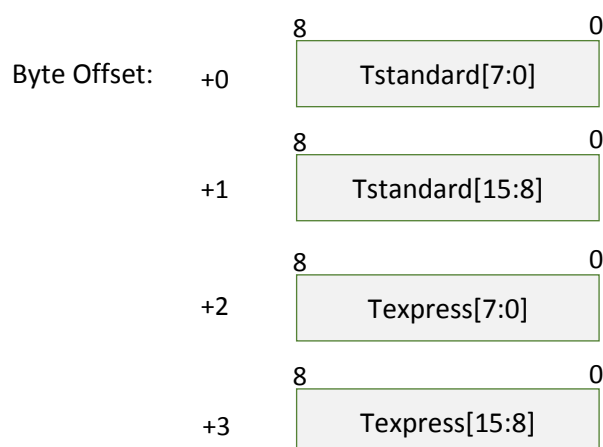 8 0
Byte Offset: +0 Tstandard[7:0]
8 0
+1 Tstandard[15:8]
8 0
+2 Texpress[7:0]
8 0
+3 Texpress[15:8]